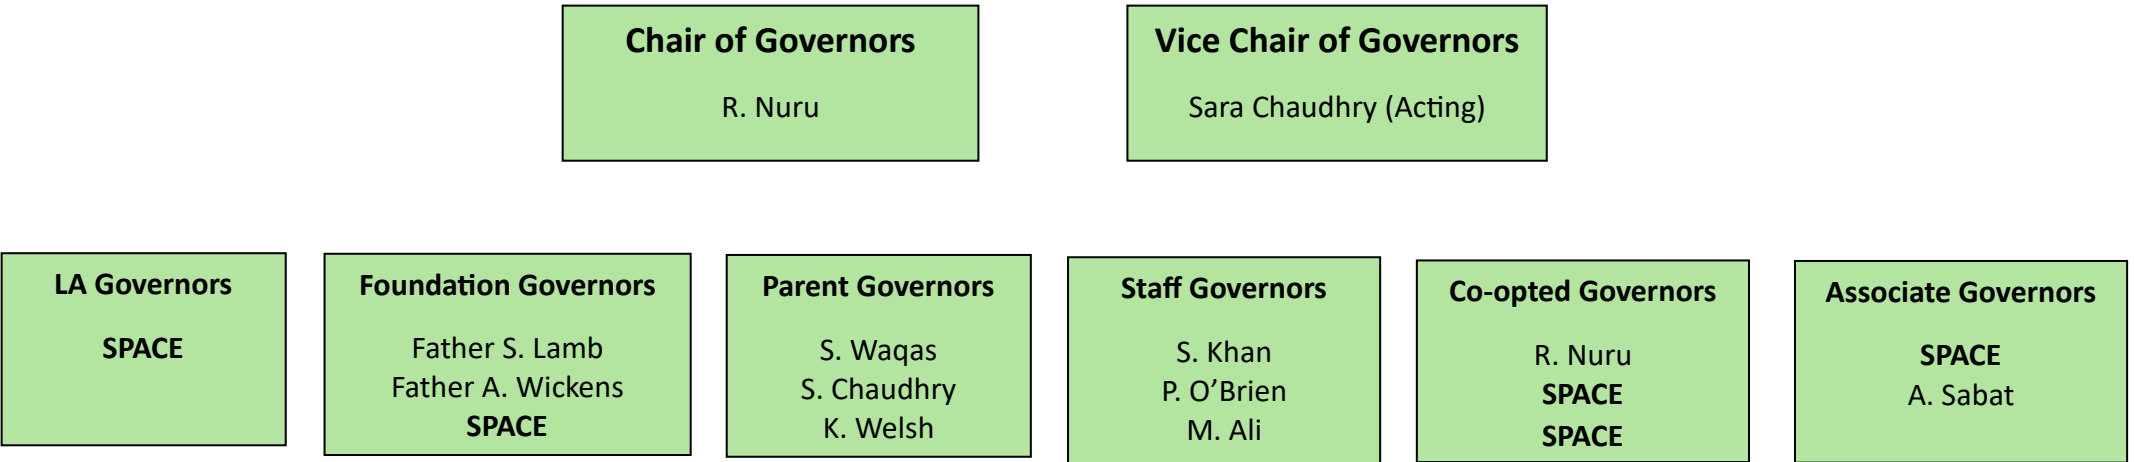 Chair of Governors
R. Nuru
Vice Chair of Governors
Sara Chaudhry (Acting)
LA Governors
SPACE
Foundation Governors
Father S. Lamb
Father A. Wickens
SPACE
Parent Governors
S. Waqas
S. Chaudhry
K. Welsh
Staff Governors
S. Khan
P. O’Brien
M. Ali
Co-opted Governors
R. Nuru
SPACE
SPACE
Associate Governors
SPACE
A. Sabat